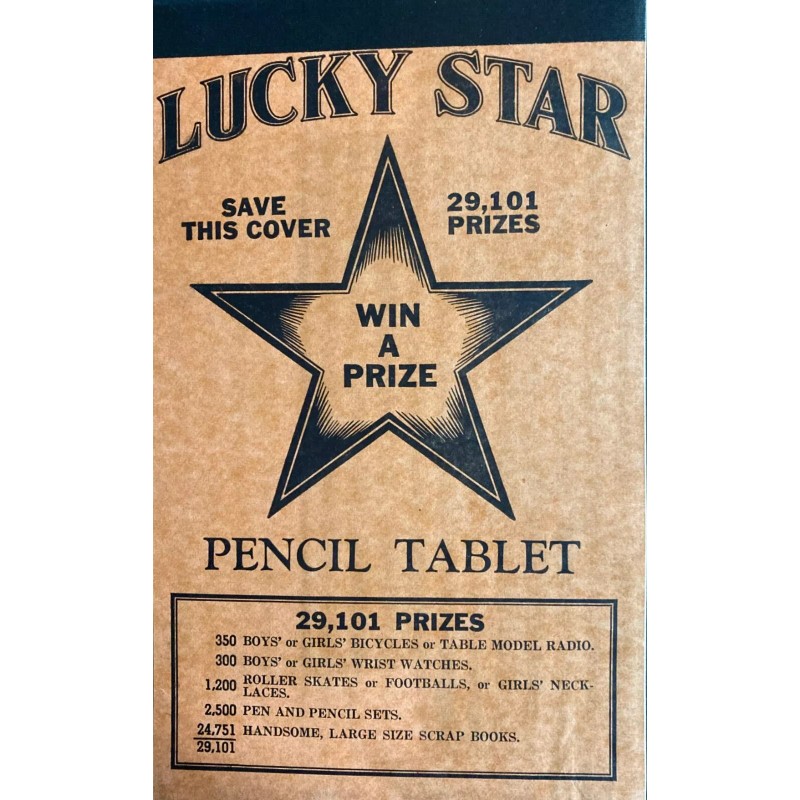 LUCKY STAR
SAVE
THIS COVER
29,101
PRIZES
WIN
A
PRIZE
PENCIL TABLET
29,101 PRIZES
350 BOYS' or GIRLS' BICYCLES or TABLE MODEL RADIO.
300 BOYS' or GIRLS' WRIST WATCHES.
1,200 ROLLER SKATES or FOOTBALLS, or GIRLS' NECK-
LACES.
2,500 PEN AND PENCIL SETS.
24,751 HANDSOME, LARGE SIZE SCRAP BOOKS.
29,101